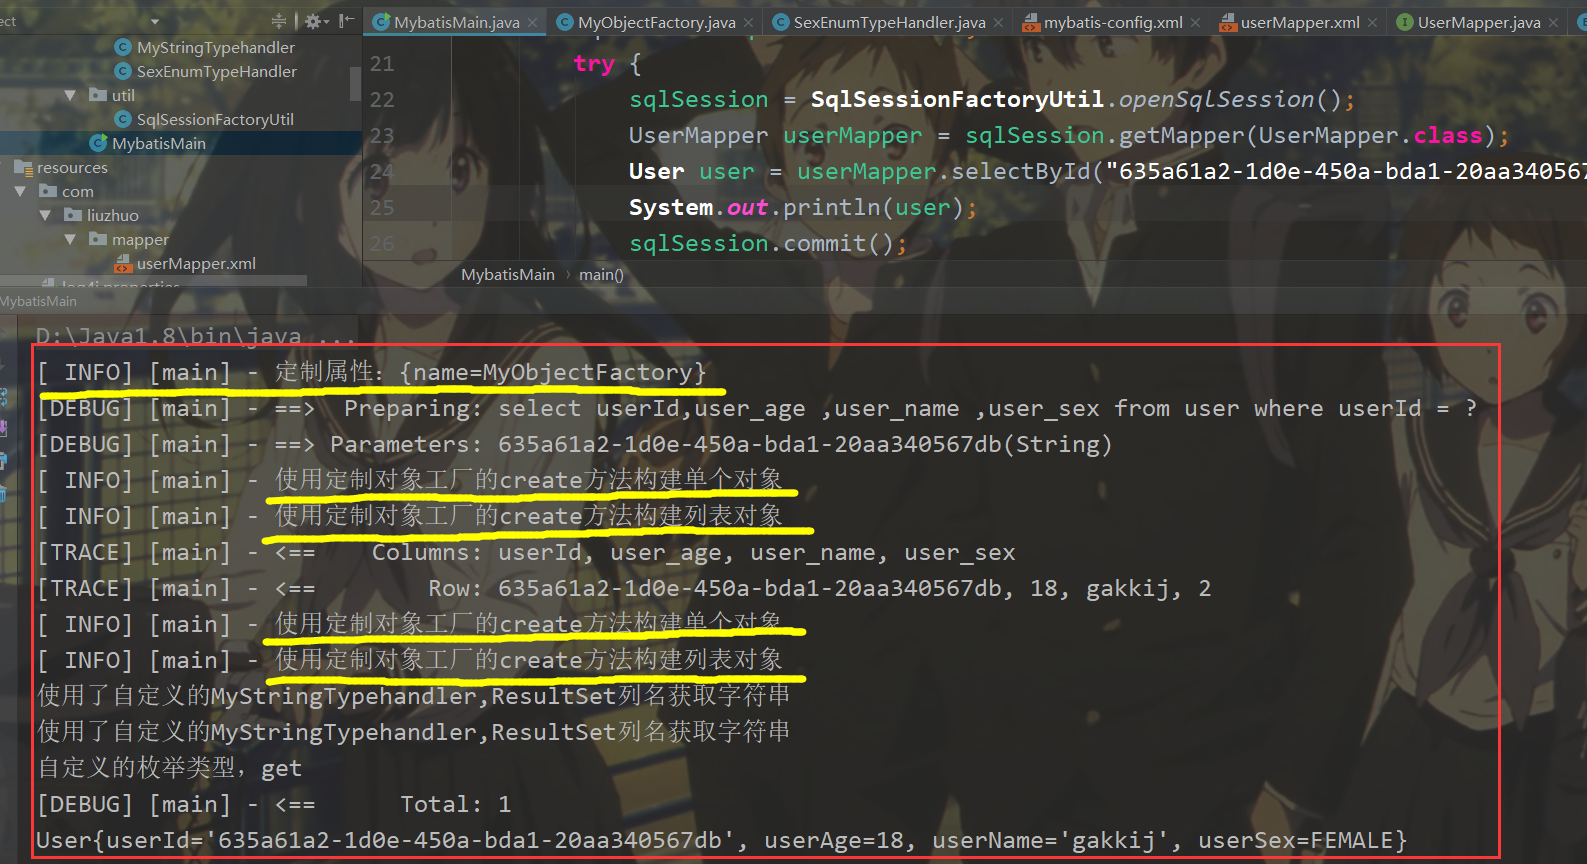 ect
MybatisMain.java
MyObjectFactory.java
SexEnumTypeHandler.java
mybatis-config.xml
userMapper.xml
UserMapper.java
MyStringTypehandler
SexEnumTypeHandler
util
SqlSessionFactoryUtil
MybatisMain
resources
com
liuzhuo
mapper
userMapper.xml
log4j.properties
21 try {
22 sqlSession = SqlSessionFactoryUtil.openSqlSession();
23 UserMapper userMapper = sqlSession.getMapper(UserMapper.class);
24 User user = userMapper.selectById("635a61a2-1d0e-450a-bda1-20aa340567
25 System.out.println(user);
26 sqlSession.commit();
MybatisMain › main()
MybatisMain
D:\Java1.8\bin\java ...
[ INFO] [main] - 定制属性：{name=MyObjectFactory}
[DEBUG] [main] - ==>  Preparing: select userId,user_age ,user_name ,user_sex from user where userId = ?
[DEBUG] [main] - ==> Parameters: 635a61a2-1d0e-450a-bda1-20aa340567db(String)
[ INFO] [main] - 使用定制对象工厂的create方法构建单个对象
[ INFO] [main] - 使用定制对象工厂的create方法构建列表对象
[TRACE] [main] - <==    Columns: userId, user_age, user_name, user_sex
[TRACE] [main] - <==        Row: 635a61a2-1d0e-450a-bda1-20aa340567db, 18, gakkij, 2
[ INFO] [main] - 使用定制对象工厂的create方法构建单个对象
[ INFO] [main] - 使用定制对象工厂的create方法构建列表对象
使用了自定义的MyStringTypehandler,ResultSet列名获取字符串
使用了自定义的MyStringTypehandler,ResultSet列名获取字符串
自定义的枚举类型，get
[DEBUG] [main] - <==      Total: 1
User{userId='635a61a2-1d0e-450a-bda1-20aa340567db', userAge=18, userName='gakkij', userSex=FEMALE}